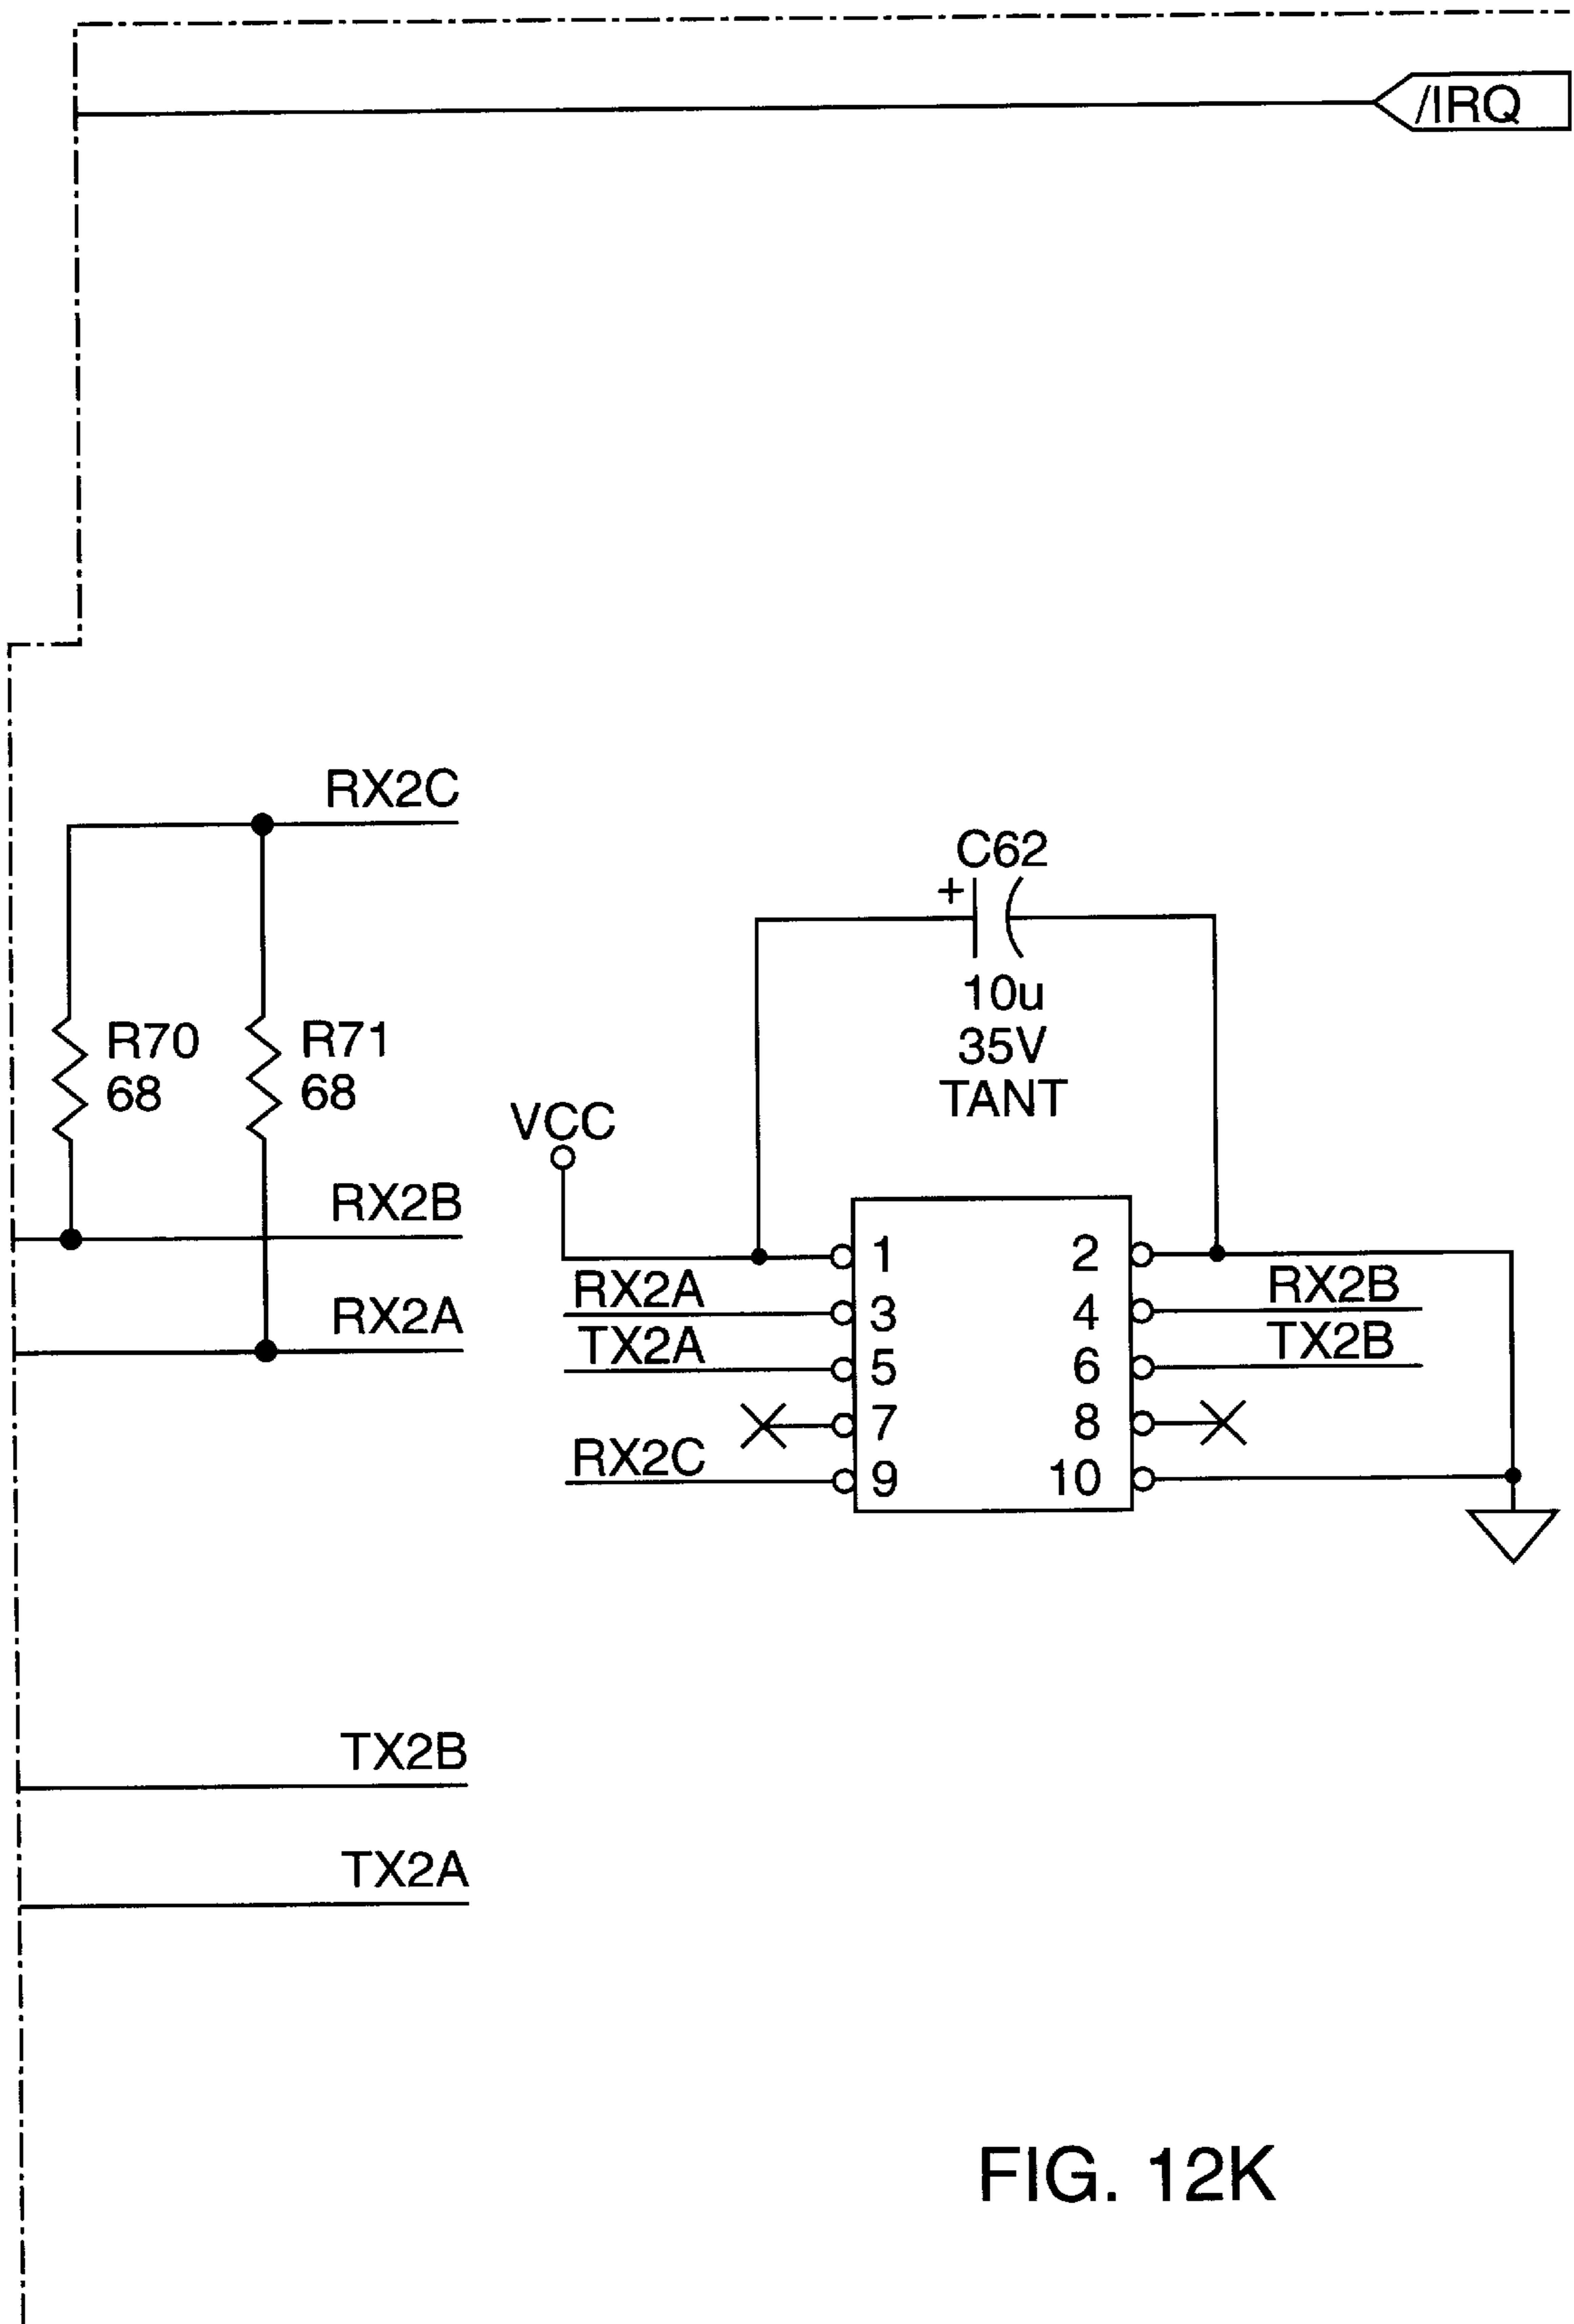 /IRQ
RX2C
C62
+
10u
35V
TANT
R70
68
R71
68
VCC
RX2B
RX2A
1
2
RX2A
3
4
RX2B
TX2A
5
6
TX2B
7
8
RX2C
9
10
TX2B
TX2A
FIG. 12K